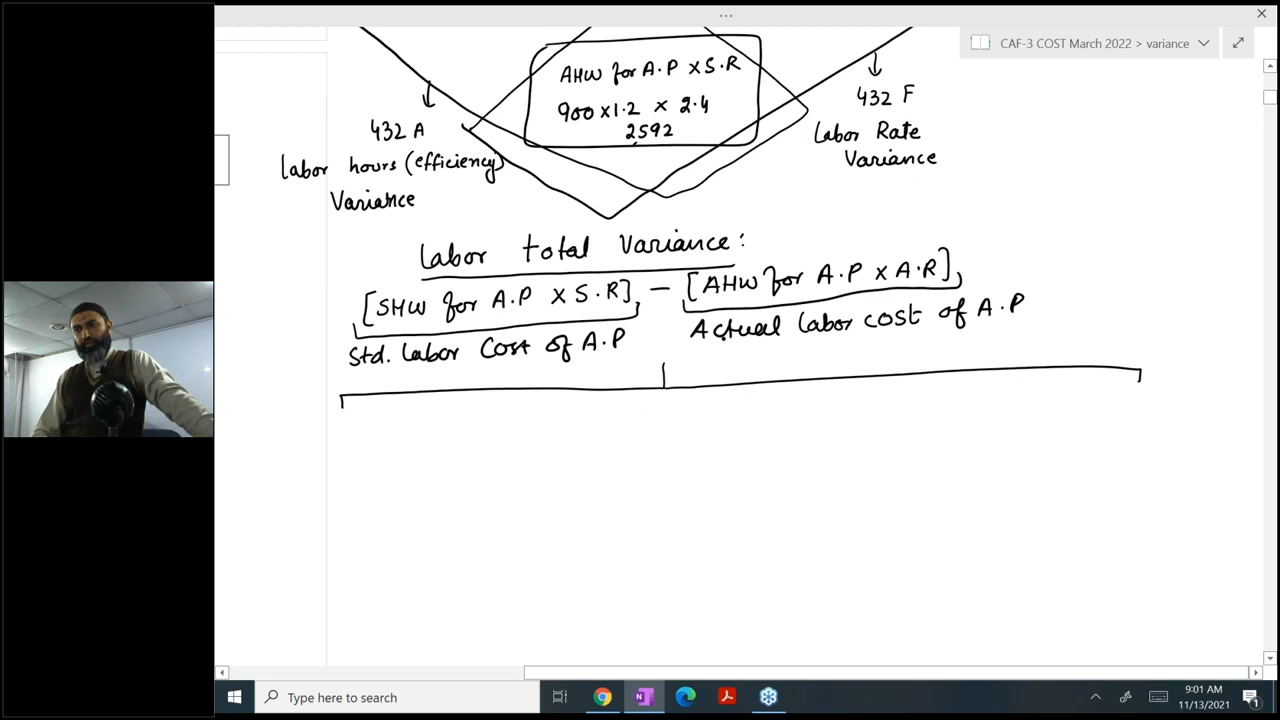 ...
CAF-3 COST March 2022 > variance
AHW for A.P x S.R
900 x 1.2 x 2.4
2592
432 A
Labor hours (efficiency)
Variance
432 F
Labor Rate
Variance
Labor total Variance:
[SHW for A.P x S.R] – [AHW for A.P x A.R]
Std. labor Cost of A.P
Actual labor cost of A.P
Type here to search
9:01 AM
11/13/2021
1